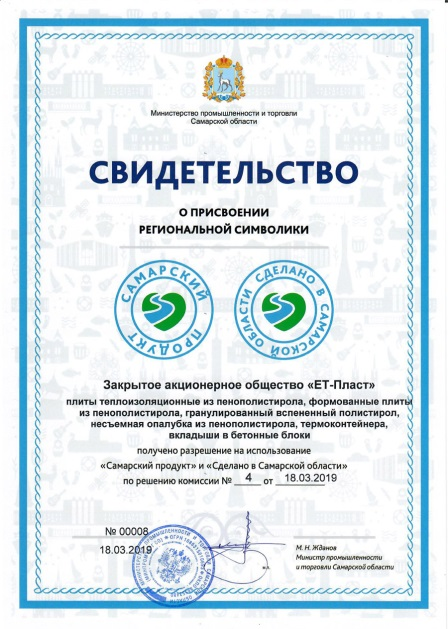 Министерство промышленности и торговли
Самарской области
СВИДЕТЕЛЬСТВО
О ПРИСВОЕНИИ
РЕГИОНАЛЬНОЙ СИМВОЛИКИ
САМАРСКИЙ ПРОДУКТ
СДЕЛАНО В САМАРСКОЙ ОБЛАСТИ
Закрытое акционерное общество «ЕТ-Пласт»
плиты теплоизоляционные из пенополистирола, формованные плиты
из пенополистирола, гранулированный вспененный полистирол,
несъемная опалубка из пенополистирола, термоконтейнера,
вкладыши в бетонные блоки
получено разрешение на использование
«Самарский продукт» и «Сделано в Самарской области»
по решению комиссии № 4 от 18.03.2019
№ 00008
18.03.2019
М. Н. Жданов
Министр промышленности
и торговли Самарской области